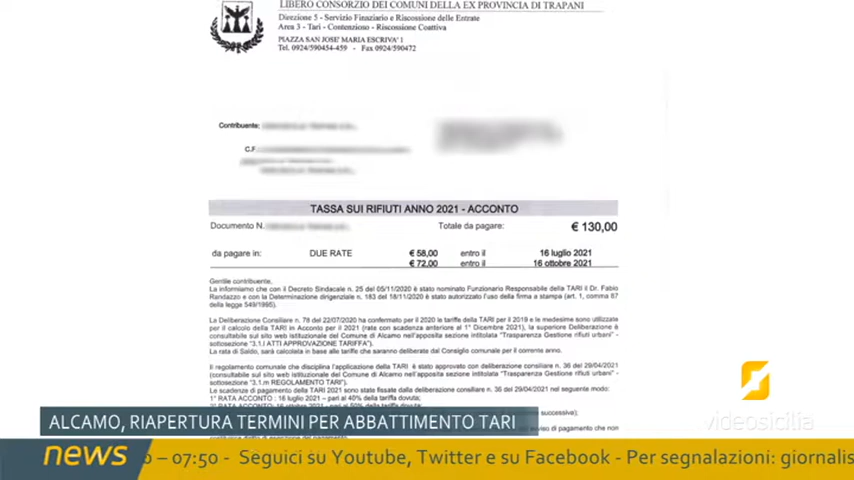 LIBERO CONSORZIO DEI COMUNI DELLA EX PROVINCIA DI TRAPANI
Direzione 5 - Servizio Finaziario e Riscossione delle Entrate
Area 3 - Tari - Contenzioso - Riscossione Coattiva
PIAZZA SAN JOSE' MARIA ESCRIVA' 1
Tel. 0924/590454-459 - Fax 0924/590472
Contribuente:
C.F
TASSA SUI RIFIUTI ANNO 2021 - ACCONTO
Documento N.
Totale da pagare: € 130,00
da pagare in: DUE RATE € 58,00 entro il 16 luglio 2021
€ 72,00 entro il 16 ottobre 2021
Gentile contribuente,
La informiamo che con il Decreto Sindacale n. 25 del 05/11/2020 è stato nominato Funzionario Responsabile della TARI il Dr. Fabio
Randazzo e con la Determinazione dirigenziale n. 183 del 18/11/2020 è stato autorizzato l'uso della firma a stampa (art. 1, comma 87
della legge 549/1995).
La Deliberazione Consiliare n. 78 del 22/07/2020 ha confermato per il 2020 le tariffe della TARI per il 2019 e le medesime sono utilizzate
per il calcolo della TARI in Acconto per il 2021 (rate con scadenza anteriore al 1° Dicembre 2021), la superiore Deliberazione è
consultabile sul sito web istituzionale del Comune di Alcamo nell'apposita sezione intitolata "Trasparenza Gestione rifiuti urbani" -
sottosezione "3.1.l ATTI APPROVAZIONE TARIFFA").
La rata di Saldo, sarà calcolata in base alle tariffe che saranno deliberate dal Consiglio comunale per il corrente anno.
Il regolamento comunale che disciplina l'applicazione della TARI è stato approvato con deliberazione consiliare n. 36 del 29/04/2021
(consultabile sul sito web istituzionale del Comune di Alcamo nell'apposita sezione intitolata "Trasparenza Gestione rifiuti urbani" -
sottosezione "3.1.m REGOLAMENTO TARI").
Le scadenze di pagamento della TARI 2021 sono state fissate dalla deliberazione consiliare n. 36 del 29/04/2021 nel seguente modo:
1° RATA ACCONTO : 16 luglio 2021 – pari al 40% della tariffa dovuta;
successive);
avviso di pagamento che non
ALCAMO, RIAPERTURA TERMINI PER ABBATTIMENTO TARI
videosicilia
news
– 07:50 - Seguici su Youtube, Twitter e su Facebook - Per segnalazioni: giornalis